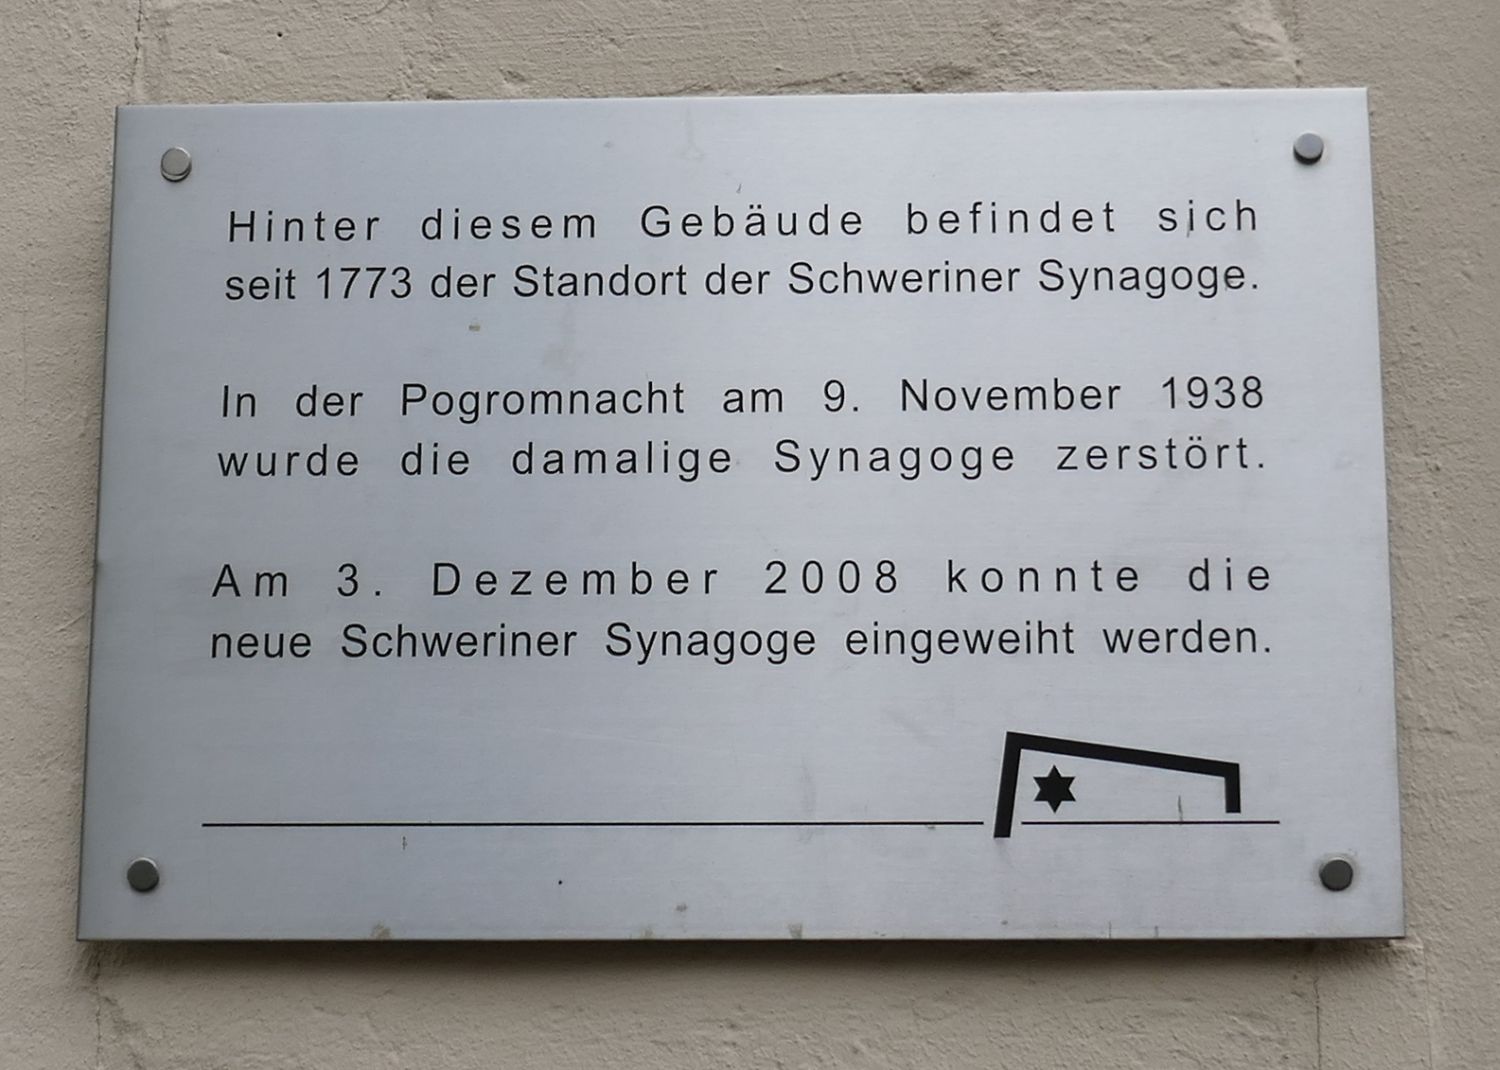 Hinter diesem Gebäude befindet sich
seit 1773 der Standort der Schweriner Synagoge.
In der Pogromnacht am 9. November 1938
wurde die damalige Synagoge zerstört.
Am 3. Dezember 2008 konnte die
neue Schweriner Synagoge eingeweiht werden.